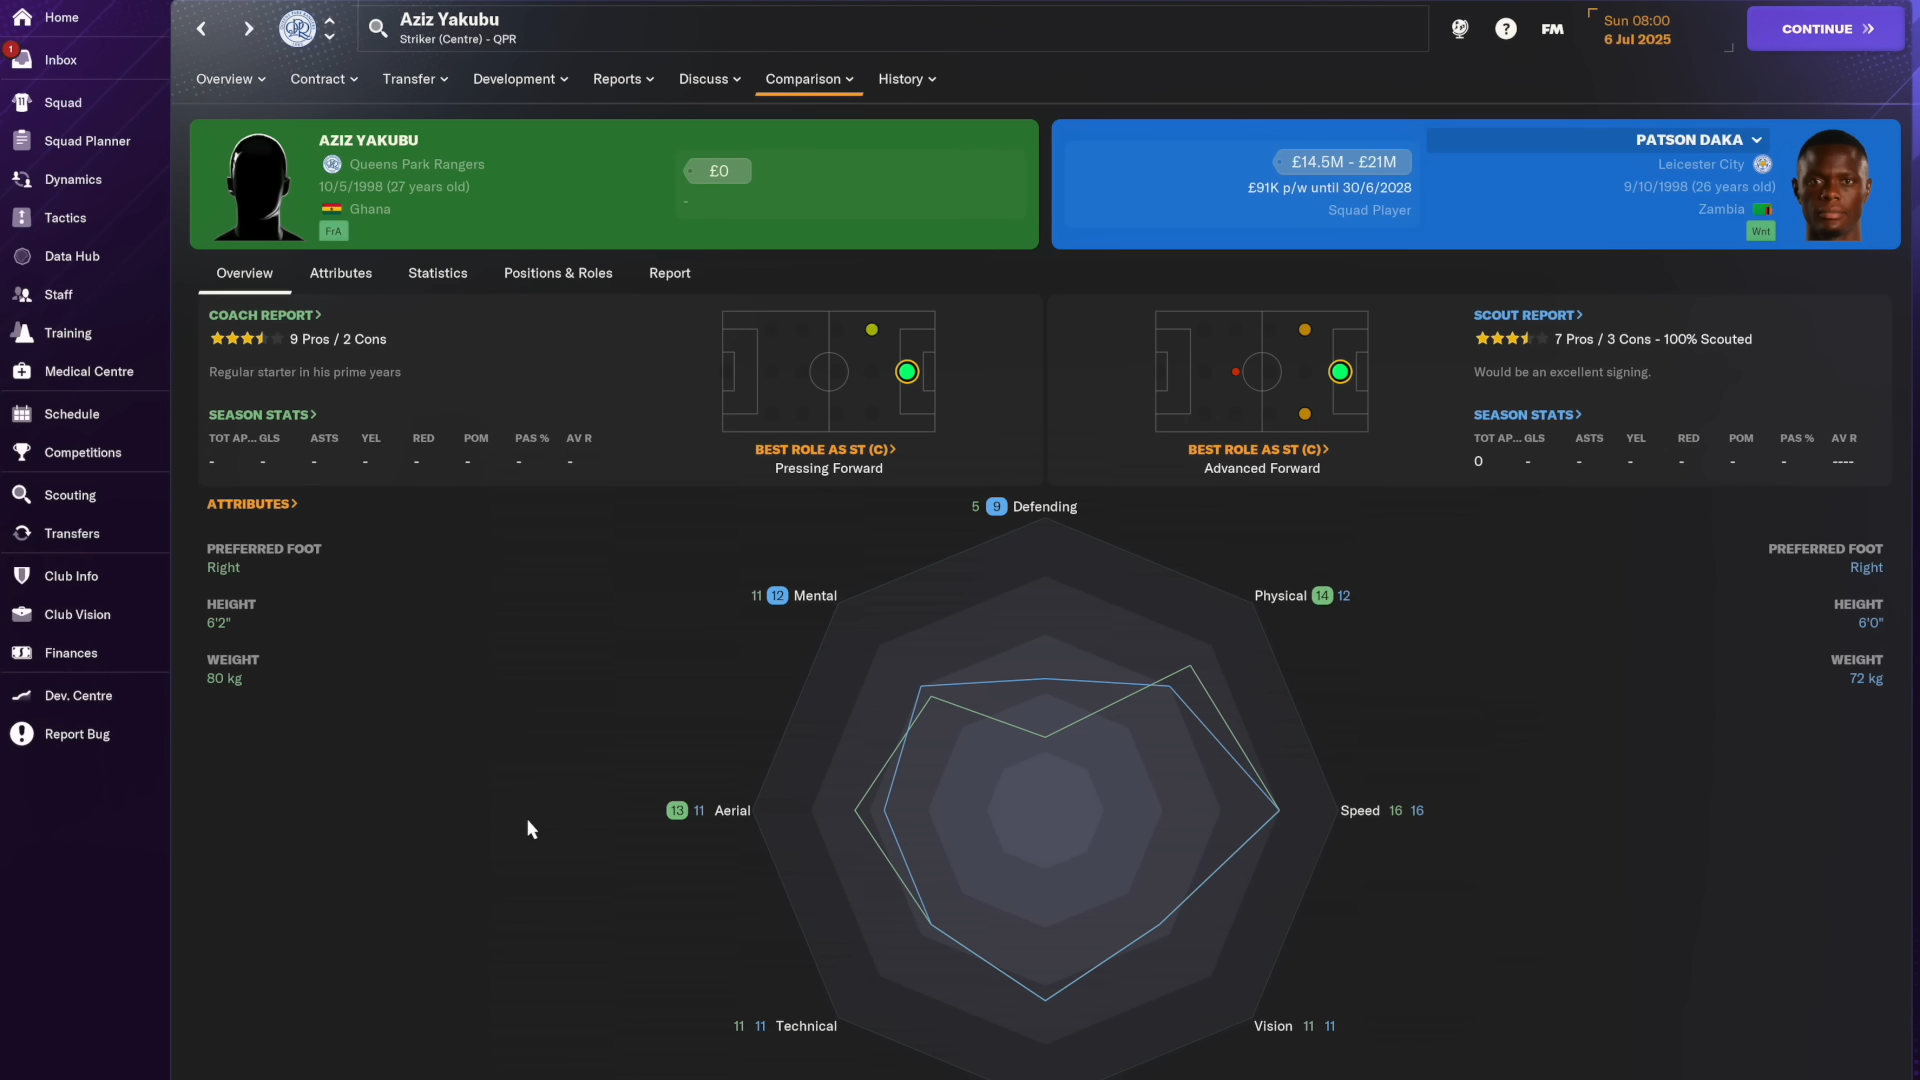 Home
1
Inbox
Squad
Squad Planner
Dynamics
Tactics
Data Hub
Staff
Training
Medical Centre
Schedule
Competitions
Scouting
Transfers
Club Info
Club Vision
Finances
Dev. Centre
Report Bug
Aziz Yakubu
Striker (Centre) - QPR
?
FM
Sun 08:00
6 Jul 2025
CONTINUE
Overview
Contract
Transfer
Development
Reports
Discuss
Comparison
History
AZIZ YAKUBU
Queens Park Rangers
10/5/1998 (27 years old)
Ghana
FrA
£0
-
PATSON DAKA
£14.5M - £21M
Leicester City
£91K p/w until 30/6/2028
9/10/1998 (26 years old)
Squad Player
Zambia
Wnt
Overview
Attributes
Statistics
Positions & Roles
Report
COACH REPORT>
9 Pros / 2 Cons
Regular starter in his prime years
SEASON STATS>
TOT AP... GLS ASTS YEL RED POM PAS % AV R
- - - - - - - -
BEST ROLE AS ST (C)>
Pressing Forward
BEST ROLE AS ST (C)>
Advanced Forward
SCOUT REPORT>
7 Pros / 3 Cons - 100% Scouted
Would be an excellent signing.
SEASON STATS>
TOT AP... GLS ASTS YEL RED POM PAS % AV R
0 - - - - - - ----
ATTRIBUTES>
PREFERRED FOOT
Right
HEIGHT
6'2"
WEIGHT
80 kg
5 9 Defending
11 12 Mental
Physical 14 12
13 11 Aerial
Speed 16 16
11 11 Technical
Vision 11 11
PREFERRED FOOT
Right
HEIGHT
6'0"
WEIGHT
72 kg